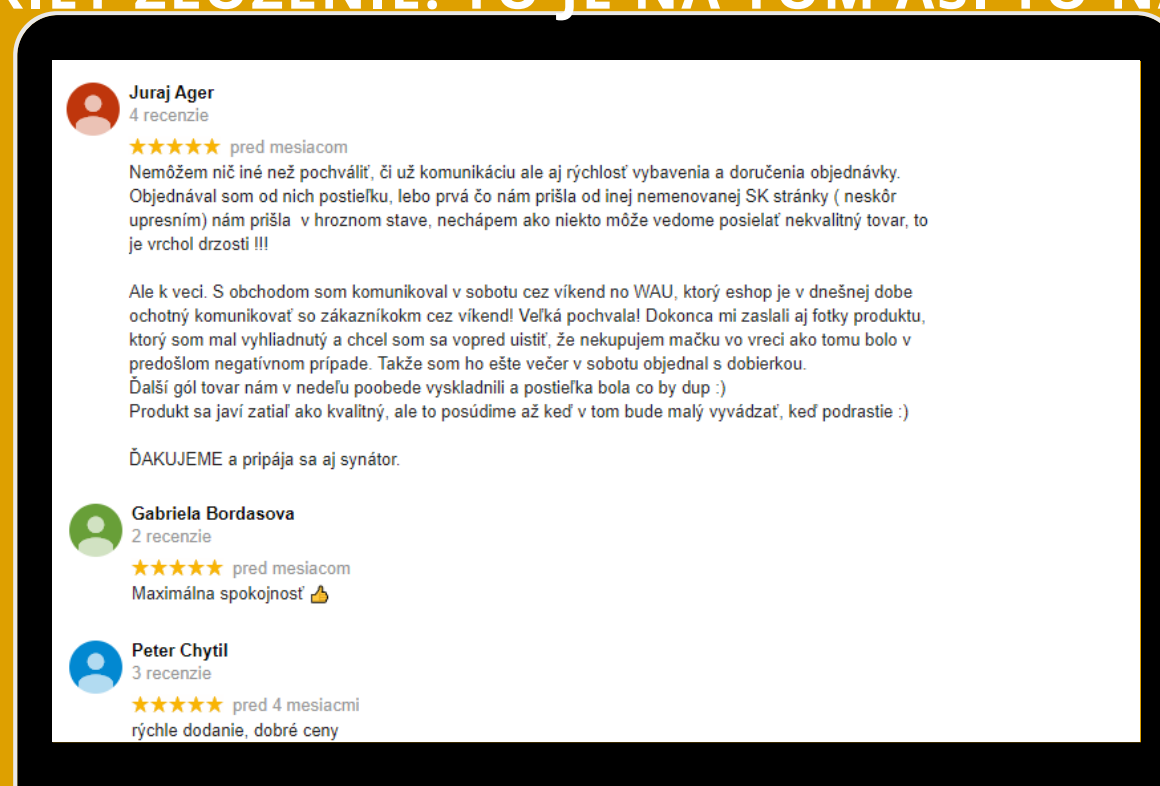 ZLOŽENIE. TO JE NA TOM ASI TO
Juraj Ager
4 recenzie
pred mesiacom
Nemôžem nič iné než pochváliť, či už komunikáciu ale aj rýchlosť vybavenia a doručenia objednávky.
Objednával som od nich postieľku, lebo prvá čo nám prišla od inej nemenovanej SK stránky ( neskôr
upresním) nám prišla v hroznom stave, nechápem ako niekto môže vedome posielať nekvalitný tovar, to
je vrchol drzosti !!!
Ale k veci. S obchodom som komunikoval v sobotu cez víkend no WAU, ktorý eshop je v dnešnej dobe
ochotný komunikovať so zákazníkokm cez víkend! Veľká pochvala! Dokonca mi zaslali aj fotky produktu,
ktorý som mal vyhliadnutý a chcel som sa vopred uistiť, že nekupujem mačku vo vreci ako tomu bolo v
predošlom negatívnom prípade. Takže som ho ešte večer v sobotu objednal s dobierkou.
Ďalší gól tovar nám v nedeľu poobede vyskladnili a postieľka bola co by dup :)
Produkt sa javí zatiaľ ako kvalitný, ale to posúdime až keď v tom bude malý vyvádzať, keď podrastie :)
ĎAKUJEME a pripája sa aj synátor.
Gabriela Bordasova
2 recenzie
pred mesiacom
Maximálna spokojnosť 👍
Peter Chytil
3 recenzie
pred 4 mesiacmi
rýchle dodanie, dobré ceny